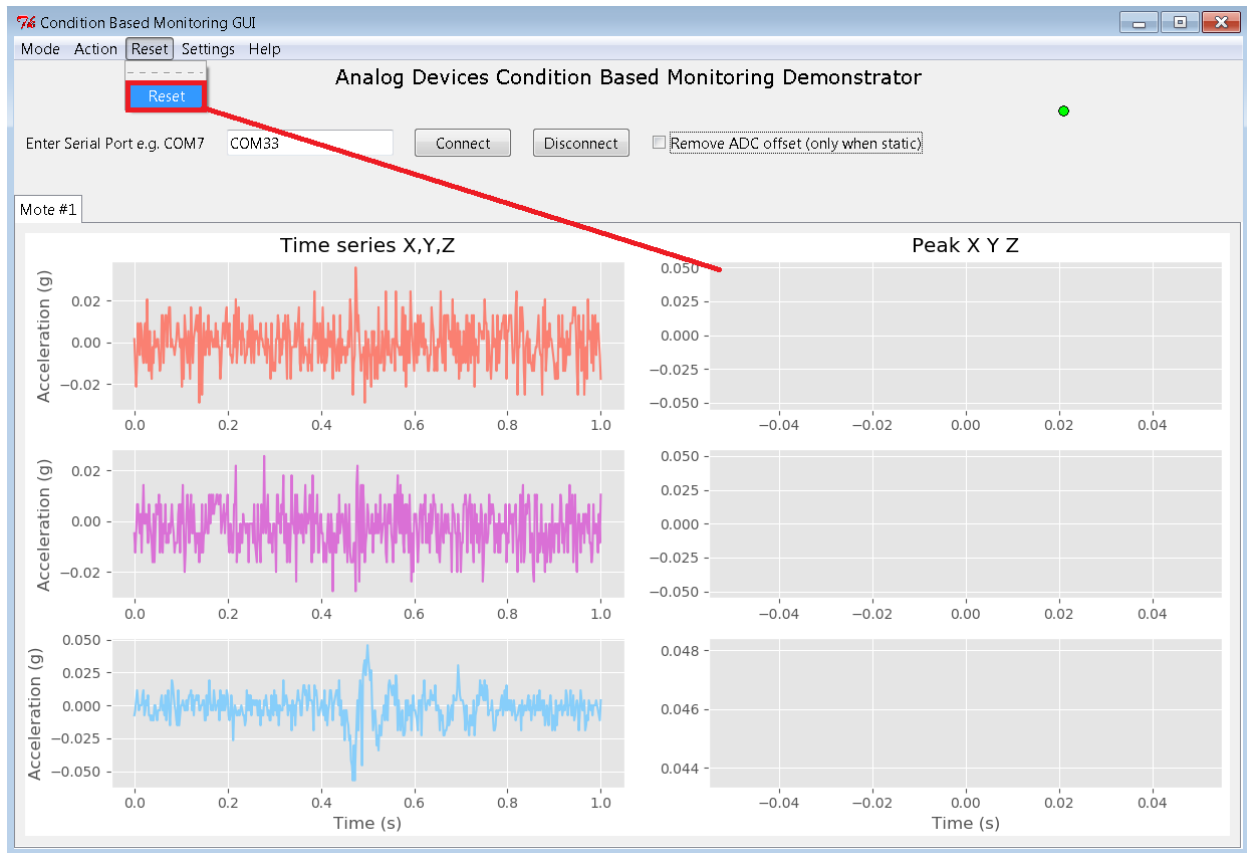 Condition Based Monitoring GUI
Mode Action Reset Settings Help
Reset
Analog Devices Condition Based Monitoring Demonstrator
Enter Serial Port e.g. COM7 COM33 Connect Disconnect Remove ADC offset (only when static)
Mote #1
Time series X,Y,Z
Acceleration (g)
0.02
0.00
−0.02
0.0 0.2 0.4 0.6 0.8 1.0
Acceleration (g)
0.02
0.00
−0.02
0.0 0.2 0.4 0.6 0.8 1.0
Acceleration (g)
0.050
0.025
0.000
−0.025
−0.050
0.0 0.2 0.4 0.6 0.8 1.0
Time (s)
Peak X Y Z
0.050
0.025
0.000
−0.025
−0.050
−0.04 −0.02 0.00 0.02 0.04
0.050
0.025
0.000
−0.025
−0.050
−0.04 −0.02 0.00 0.02 0.04
0.048
0.046
0.044
−0.04 −0.02 0.00 0.02 0.04
Time (s)